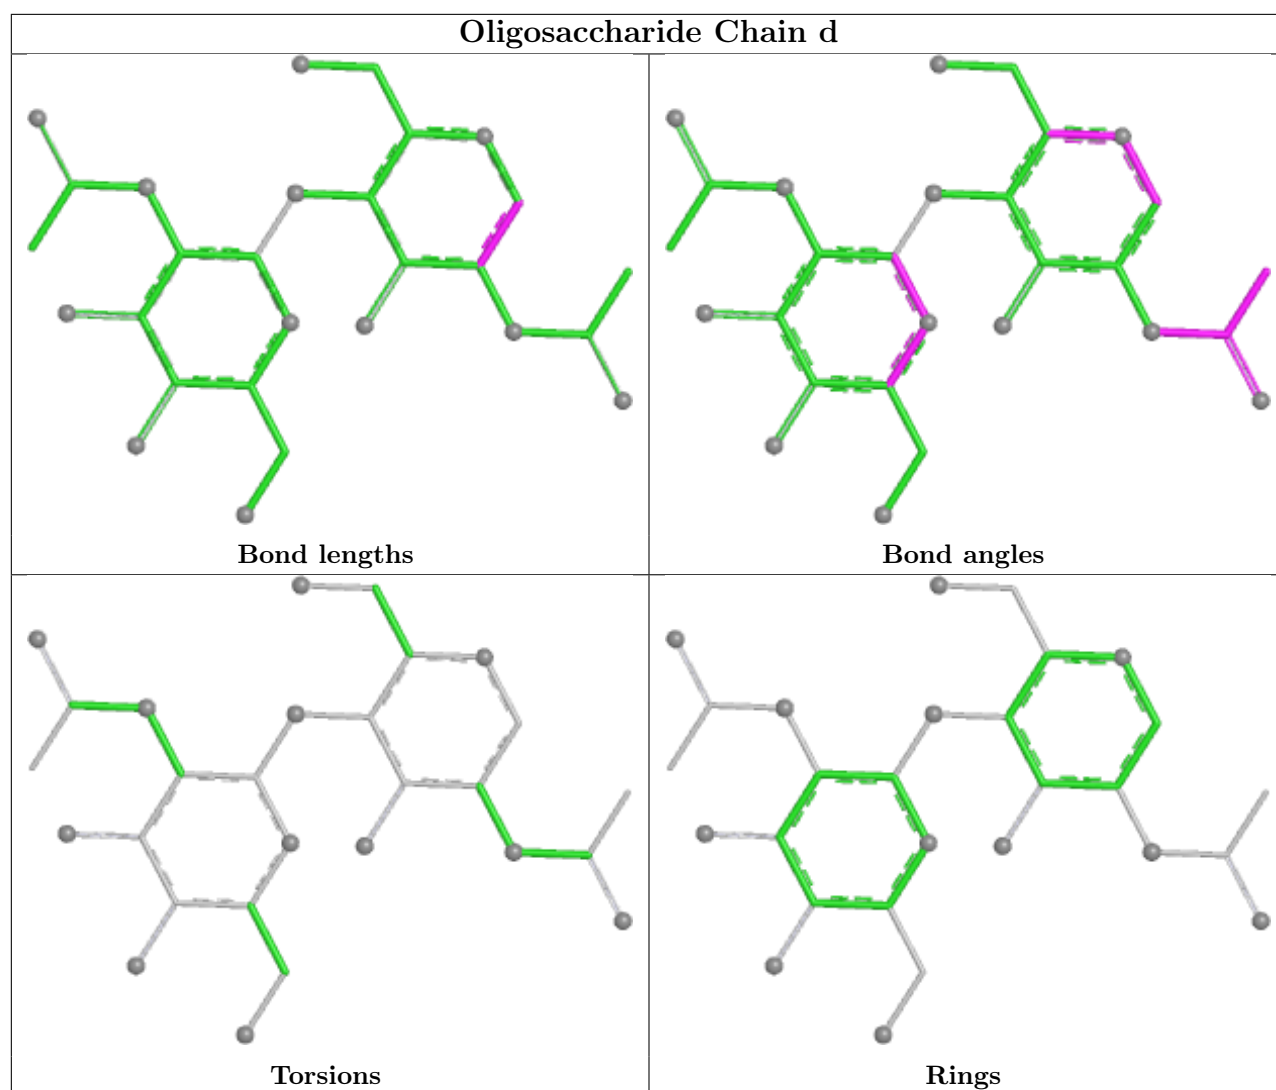 Oligosaccharide Chain d
Bond lengths
Bond angles
Torsions
Rings